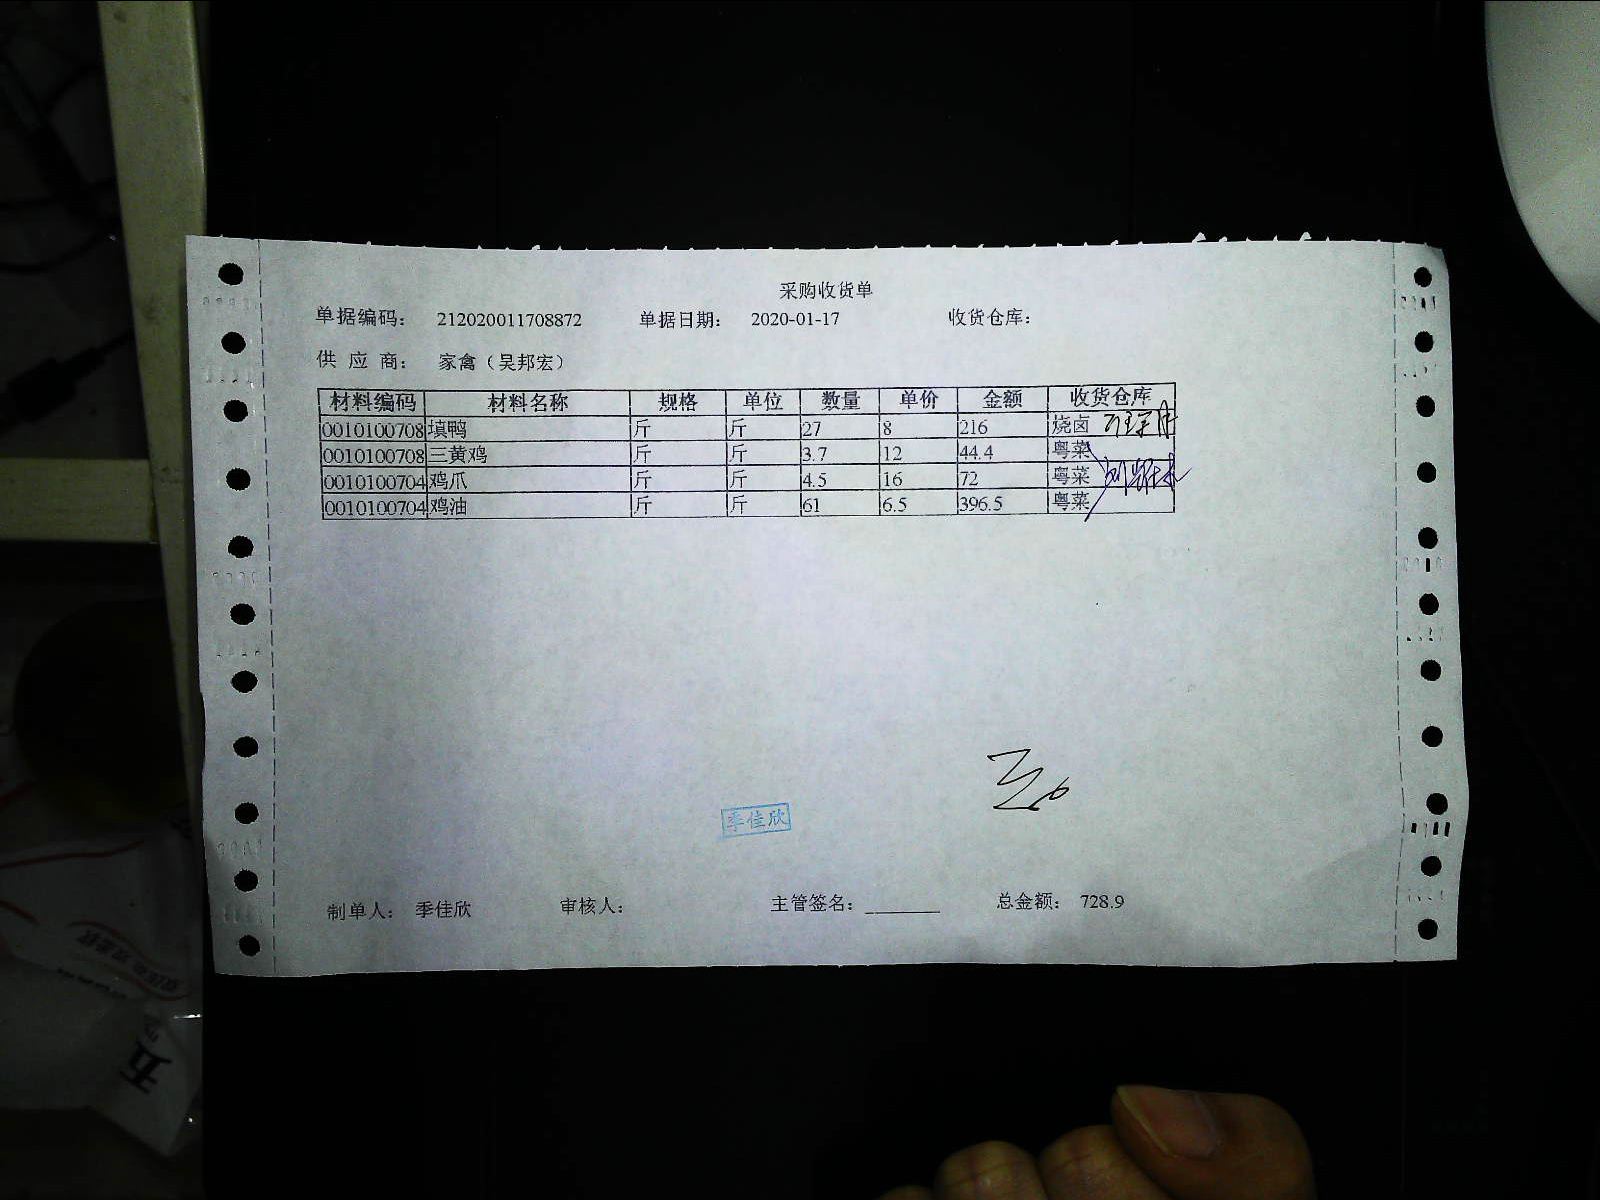 采购收货单
单据编码： 212020011708872 单据日期： 2020-01-17 收货仓库：
供 应 商： 家禽（吴邦宏）
材料编码 材料名称 规格 单位 数量 单价 金额 收货仓库
0010100708 填鸭 斤 斤 27 8 216 烧卤
0010100708 三黄鸡 斤 斤 3.7 12 44.4 粤菜
0010100704 鸡爪 斤 斤 4.5 16 72 粤菜
0010100704 鸡油 斤 斤 61 6.5 396.5 粤菜
季佳欣
制单人： 季佳欣 审核人： 主管签名： ________ 总金额： 728.9
五